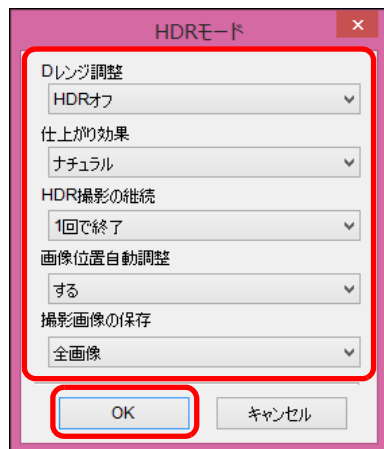 HDRモード
Dレンジ調整
HDRオフ
仕上がり効果
ナチュラル
HDR撮影の継続
1回で終了
画像位置自動調整
する
撮影画像の保存
全画像
OK キャンセル